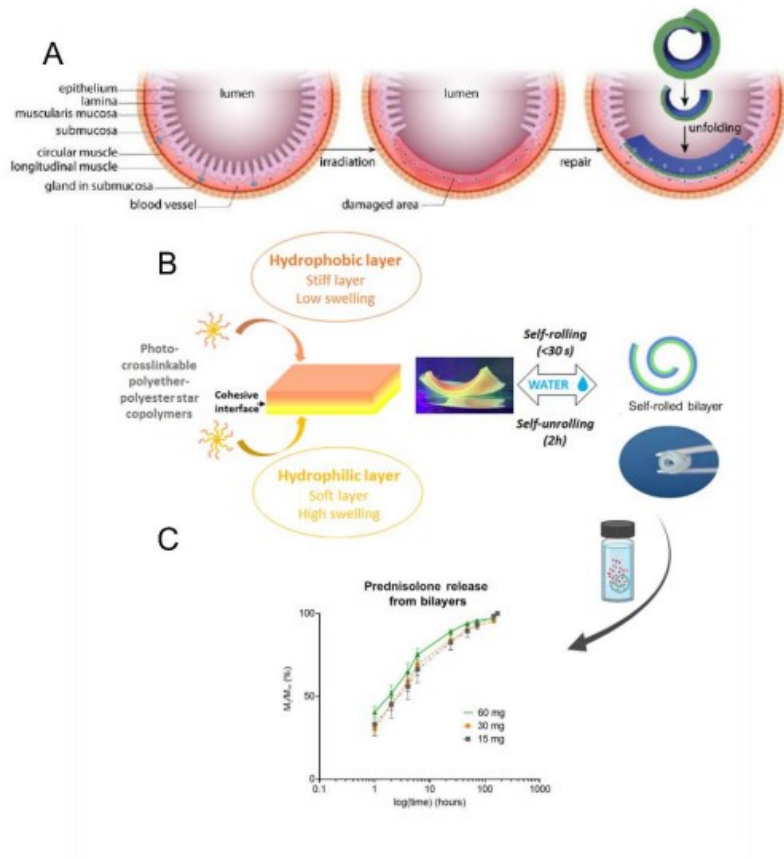 A
epithelium
lamina
muscularis mucosa
submucosa
circular muscle
longitudinal muscle
gland in submucosa
blood vessel
lumen
irradiation
lumen
damaged area
repair
unfolding
B
Hydrophobic layer
Stiff layer
Low swelling
Photo-
crosslinkable
polyether-
polyester star
copolymers
Cohesive
interface
Hydrophilic layer
Soft layer
High swelling
Self-rolling
(<30 s)
WATER
Self-unrolling
(2h)
Self-rolled bilayer
C
Prednisolone release
from bilayers
100
50
0
Mₜ/M∞ (%)
60 mg
30 mg
15 mg
0.1 1 10 100 1000
log(time) (hours)